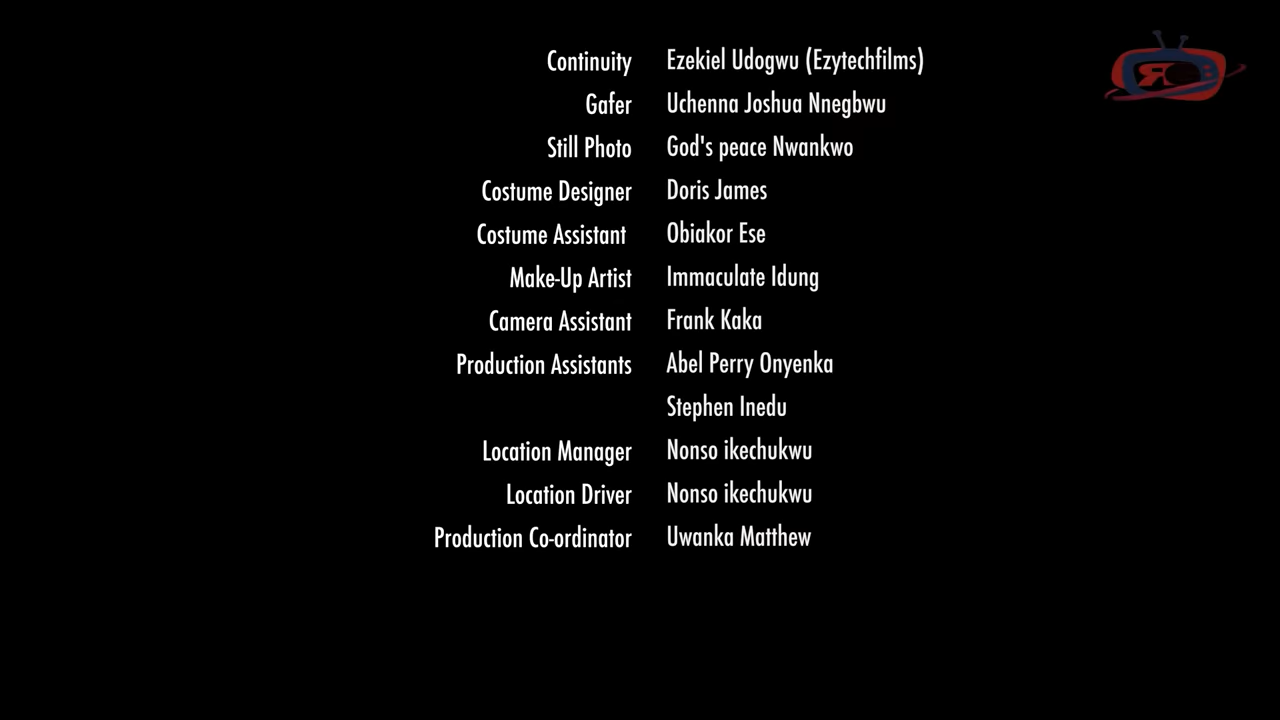 Continuity Ezekiel Udogwu (Ezytechfilms)
Gafer Uchenna Joshua Nnegbwu
Still Photo God's peace Nwankwo
Costume Designer Doris James
Costume Assistant Obiakor Ese
Make-Up Artist Immaculate Idung
Camera Assistant Frank Kaka
Production Assistants Abel Perry Onyenka
Stephen Inedu
Location Manager Nonso ikechukwu
Location Driver Nonso ikechukwu
Production Co-ordinator Uwanka Matthew